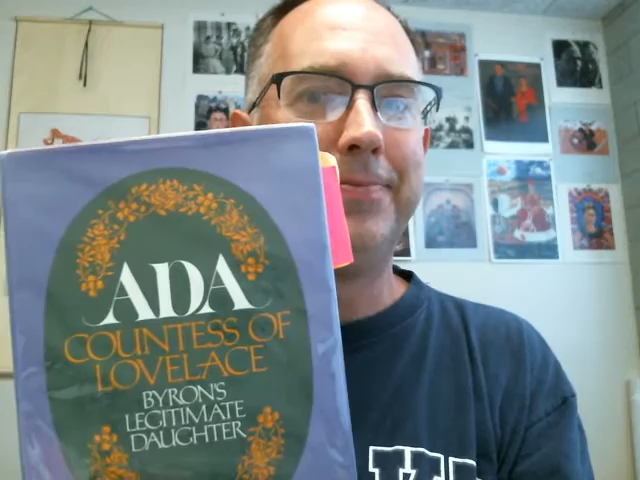 ADA
COUNTESS OF
LOVELACE
BYRON'S
LEGITIMATE
DAUGHTER